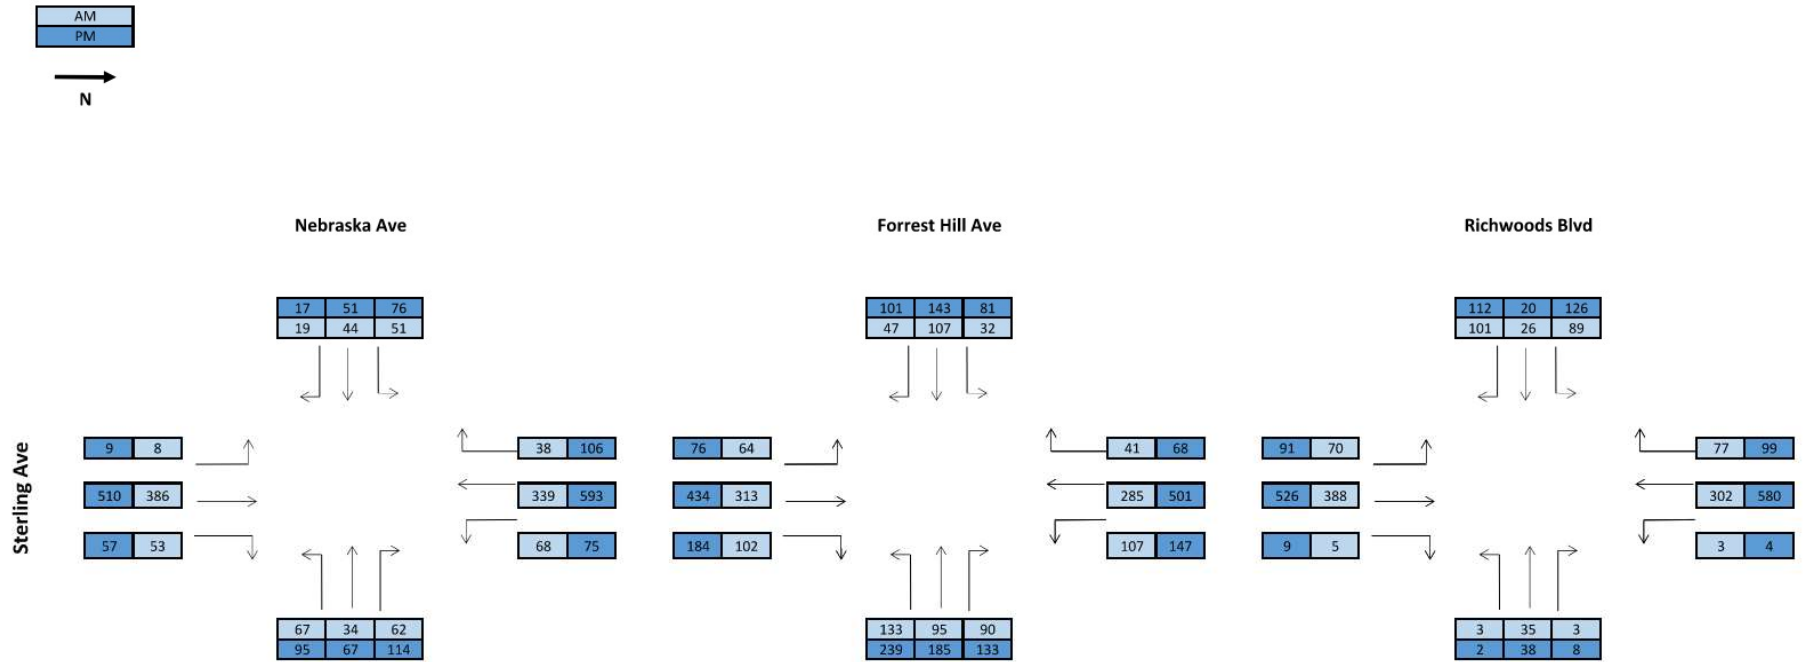 AM
PM
N
Nebraska Ave
Forrest Hill Ave
Richwoods Blvd
17 51 76
19 44 51
101 143 81
47 107 32
112 20 126
101 26 89
Sterling Ave
9 8
38 106
76 64
41 68
91 70
77 99
510 386
339 593
434 313
285 501
526 388
302 580
57 53
68 75
184 102
107 147
9 5
3 4
67 34 62
95 67 114
133 95 90
239 185 133
3 35 3
2 38 8